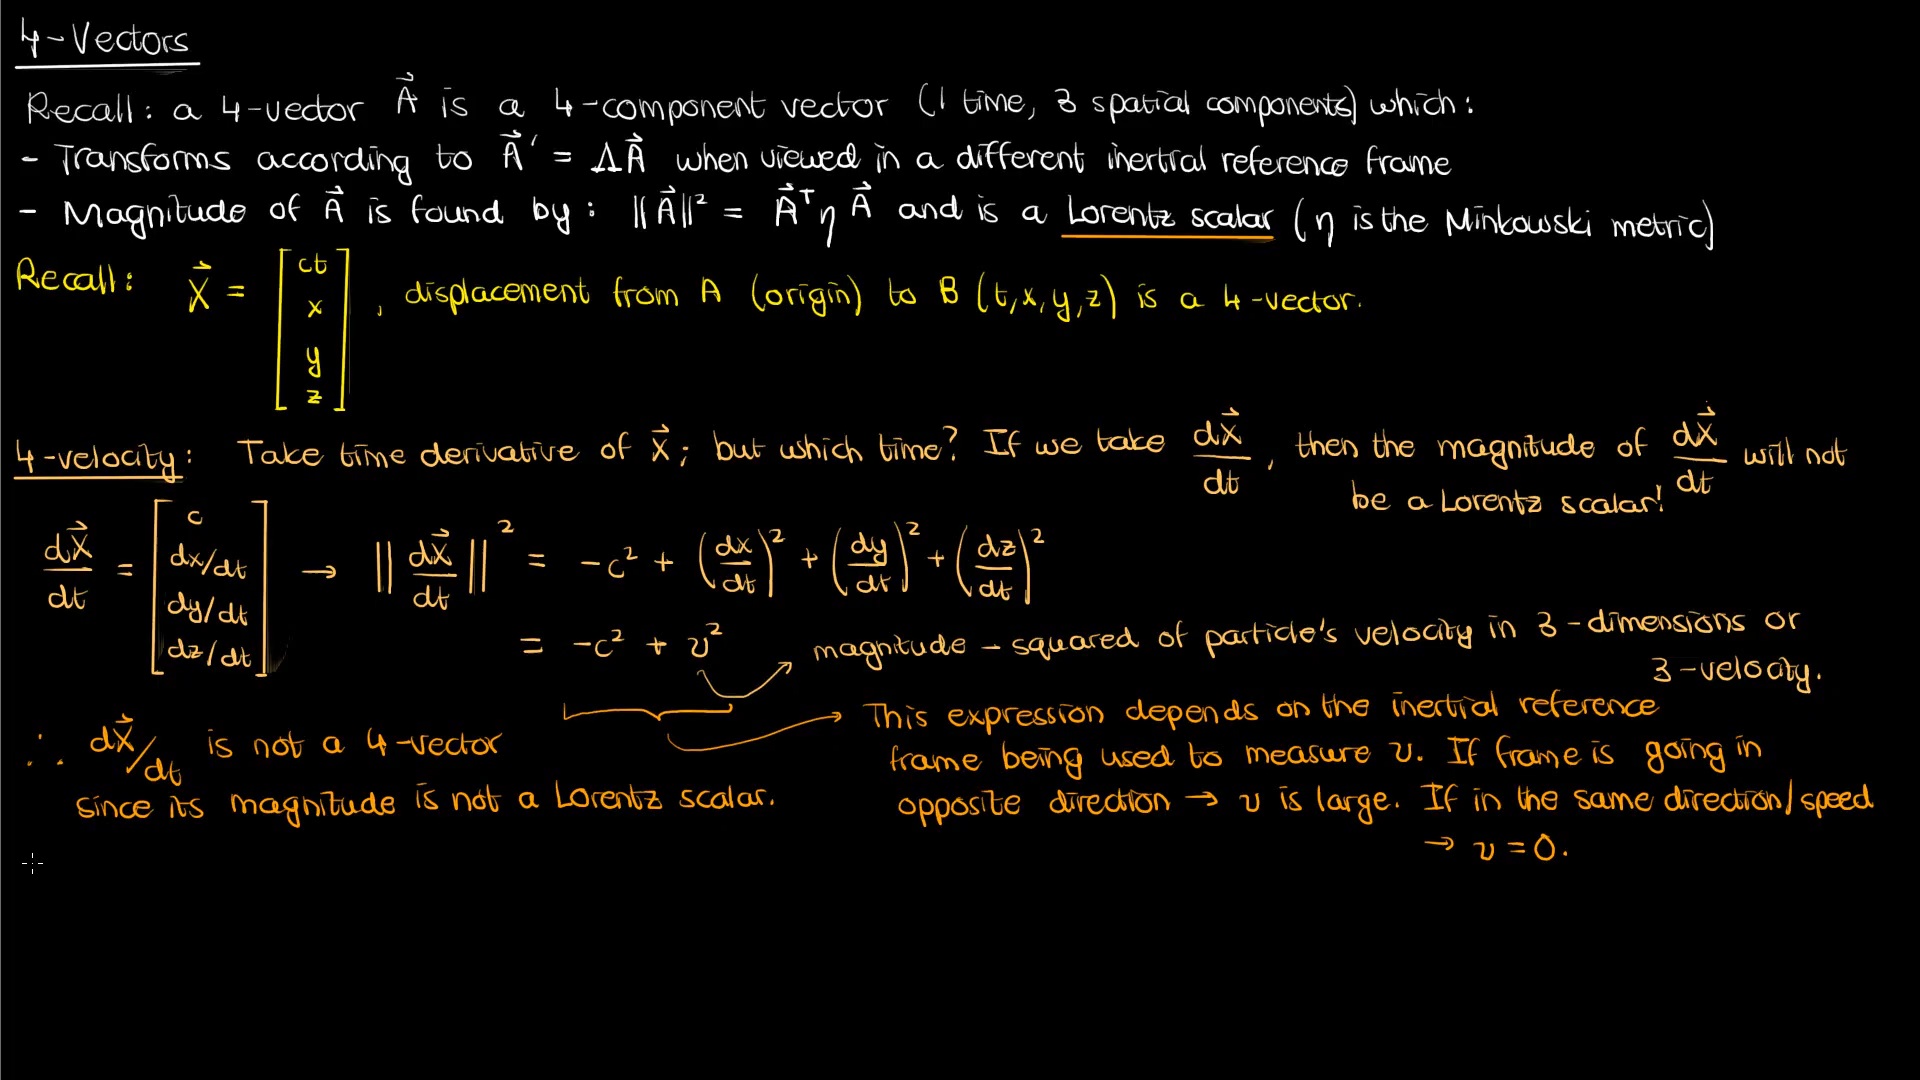 4-Vectors
Recall: a 4-vector A⃗ is a 4-component vector (1 time, 3 spatial components) which:
- Transforms according to A⃗' = ΛA⃗ when viewed in a different inertial reference frame
- Magnitude of A⃗ is found by: ||A⃗||² = A⃗ᵀηA⃗ and is a Lorentz scalar (η is the Minkowski metric)
Recall: X⃗ = [ct x y z], displacement from A (origin) to B (t,x,y,z) is a 4-vector.
4-velocity: Take time derivative of X⃗; but which time? If we take dX⃗/dt, then the magnitude of dX⃗/dt will not
be a Lorentz scalar!
dX⃗/dt = [c dx/dt dy/dt dz/dt] → ||dX⃗/dt||² = -c² + (dx/dt)² + (dy/dt)² + (dz/dt)²
= -c² + v² magnitude-squared of particle's velocity in 3-dimensions or
3-velocity.
∴ dX⃗/dt is not a 4-vector
since its magnitude is not a Lorentz scalar.
This expression depends on the inertial reference
frame being used to measure v. If frame is going in
opposite direction → v is large. If in the same direction/speed
→ v = 0.